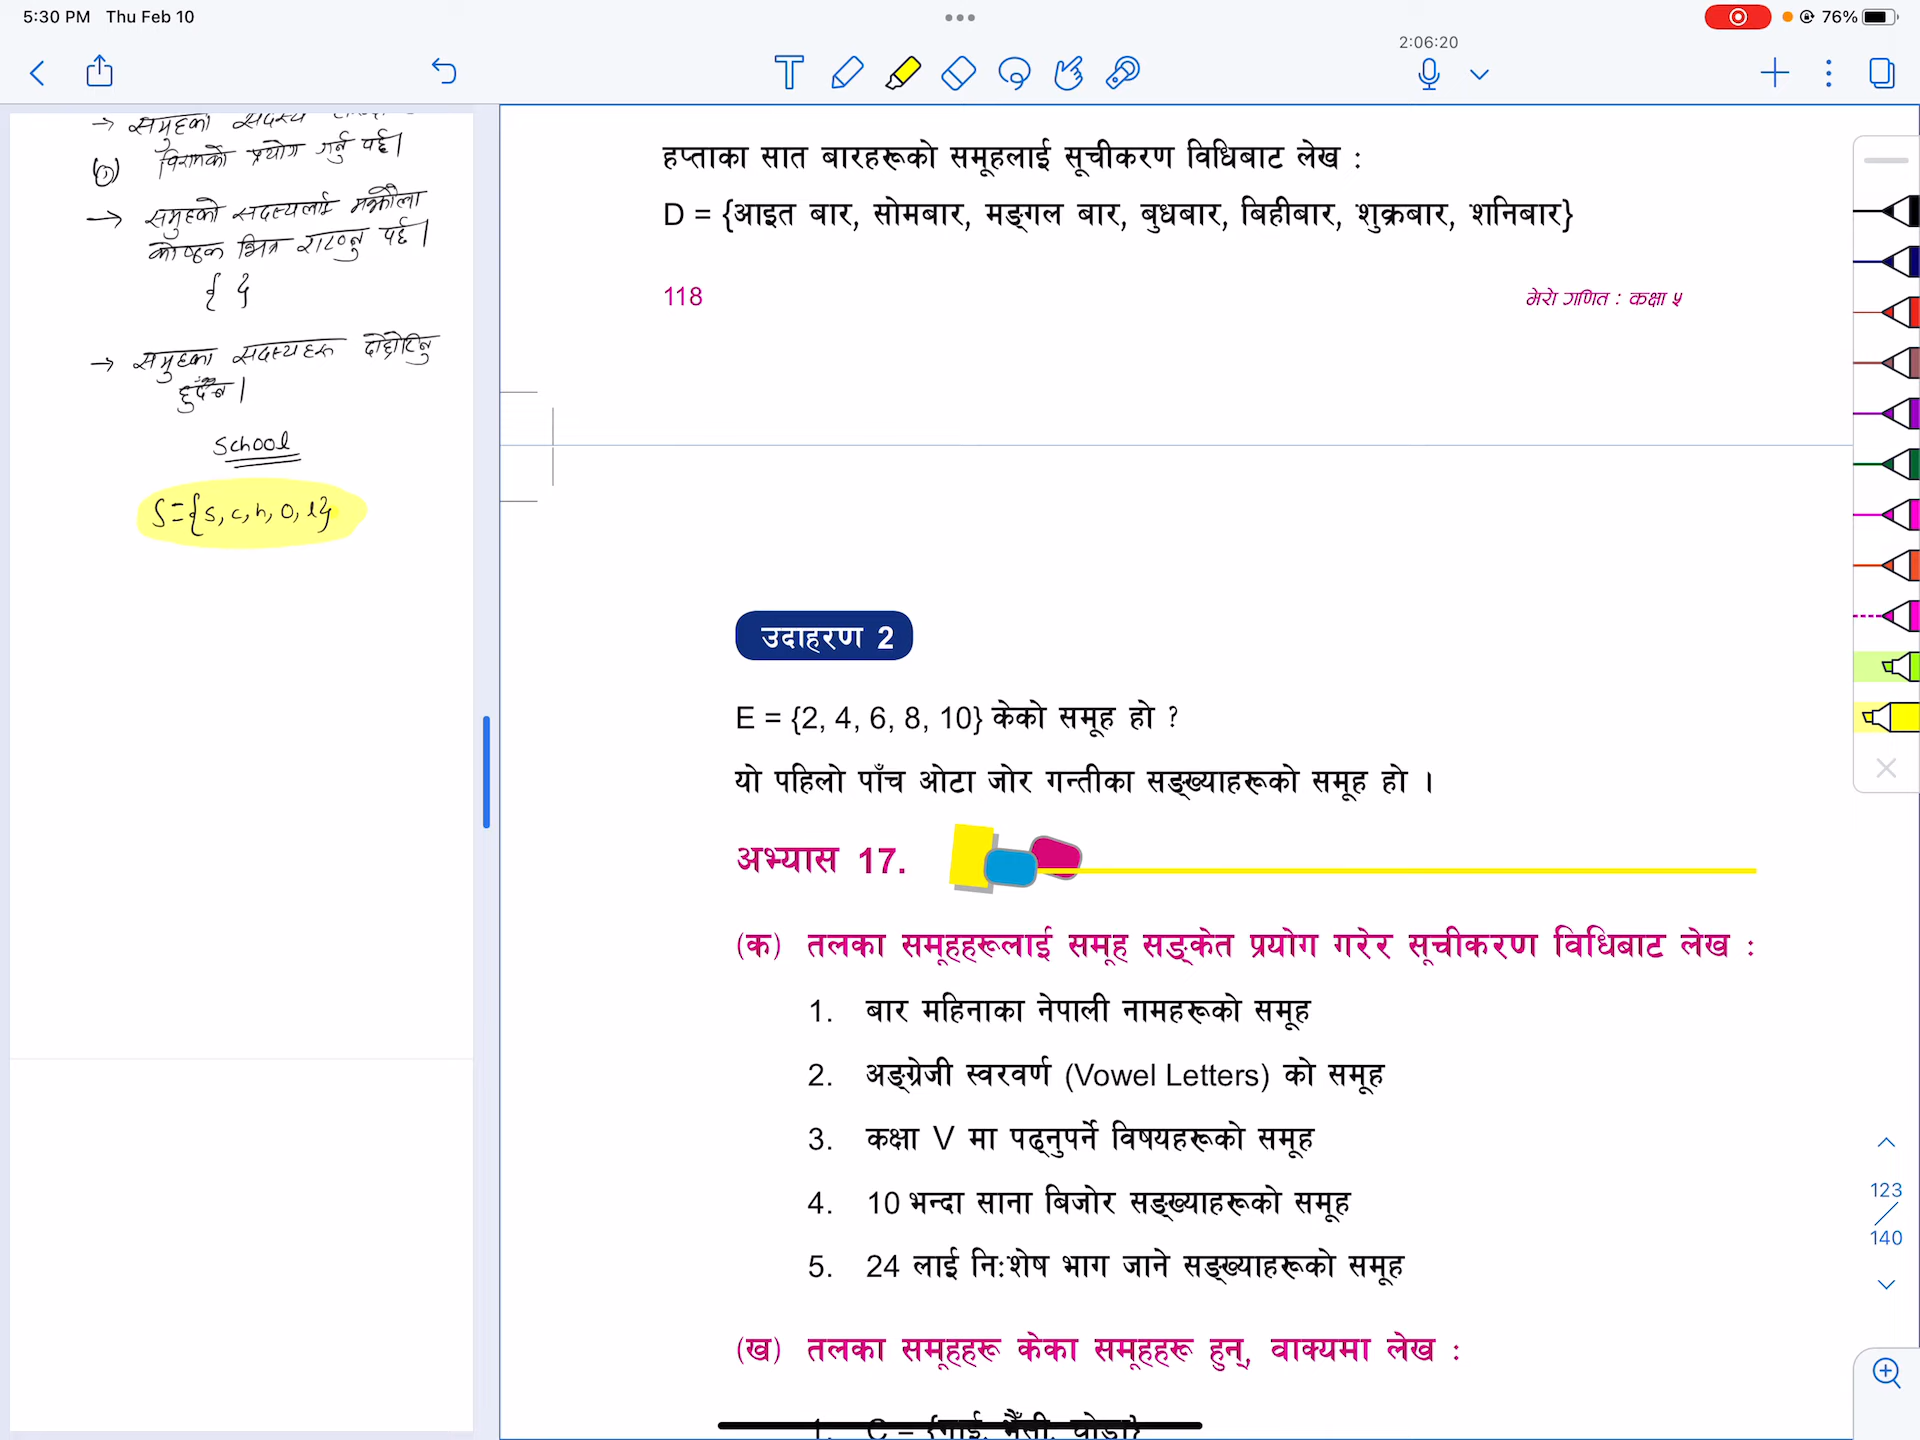 5:30 PM Thu Feb 10
76%
2:06:20
→ समुहका सदस्य
विरामको प्रयोग गर्नु पर्छ।
→ समुहको सदस्यलाई मझौला
कोष्ठक भित्र राख्नु पर्छ।
{ }
→ समुहका सदस्यहरू दोहोरिनु
हुँदैन।
School
S={s, c, h, o, l}
हप्ताका सात बारहरूको समूहलाई सूचीकरण विधिबाट लेख :
D = {आइत बार, सोमबार, मङ्गल बार, बुधबार, बिहीबार, शुक्रबार, शनिबार}
118 मेरो गणित : कक्षा ५
उदाहरण 2
E = {2, 4, 6, 8, 10} केको समूह हो ?
यो पहिलो पाँच ओटा जोर गन्तीका सङ्ख्याहरूको समूह हो ।
अभ्यास 17.
(क) तलका समूहहरूलाई समूह सङ्केत प्रयोग गरेर सूचीकरण विधिबाट लेख :
1. बार महिनाका नेपाली नामहरूको समूह
2. अङ्ग्रेजी स्वरवर्ण (Vowel Letters) को समूह
3. कक्षा V मा पढ्नुपर्ने विषयहरूको समूह
4. 10 भन्दा साना बिजोर सङ्ख्याहरूको समूह
5. 24 लाई निःशेष भाग जाने सङ्ख्याहरूको समूह
(ख) तलका समूहहरू केका समूहहरू हुन्, वाक्यमा लेख :
1. C = {गाई, भैँसी, घोडा}
123
140